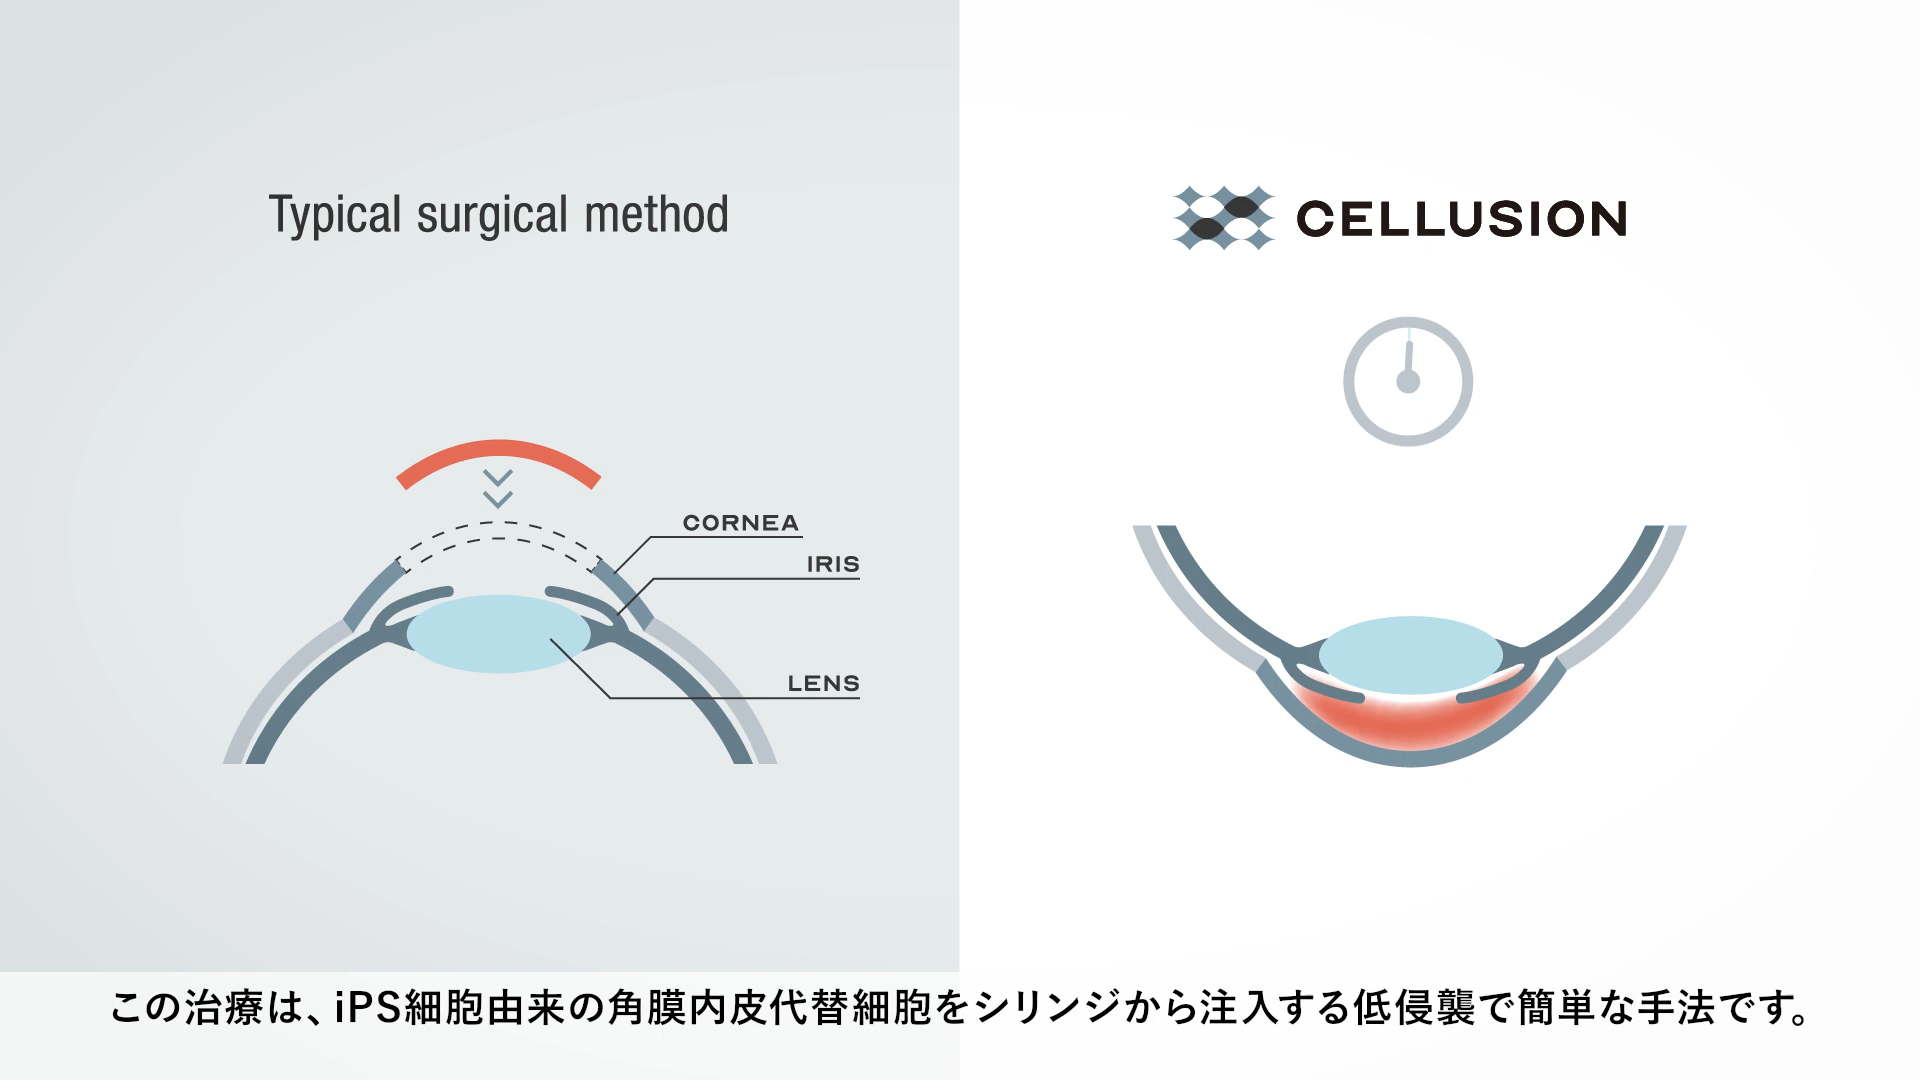 Typical surgical method
CORNEA
IRIS
LENS
CELLUSION
この治療は、iPS細胞由来の角膜内皮代替細胞をシリンジから注入する低侵襲で簡単な手法です。